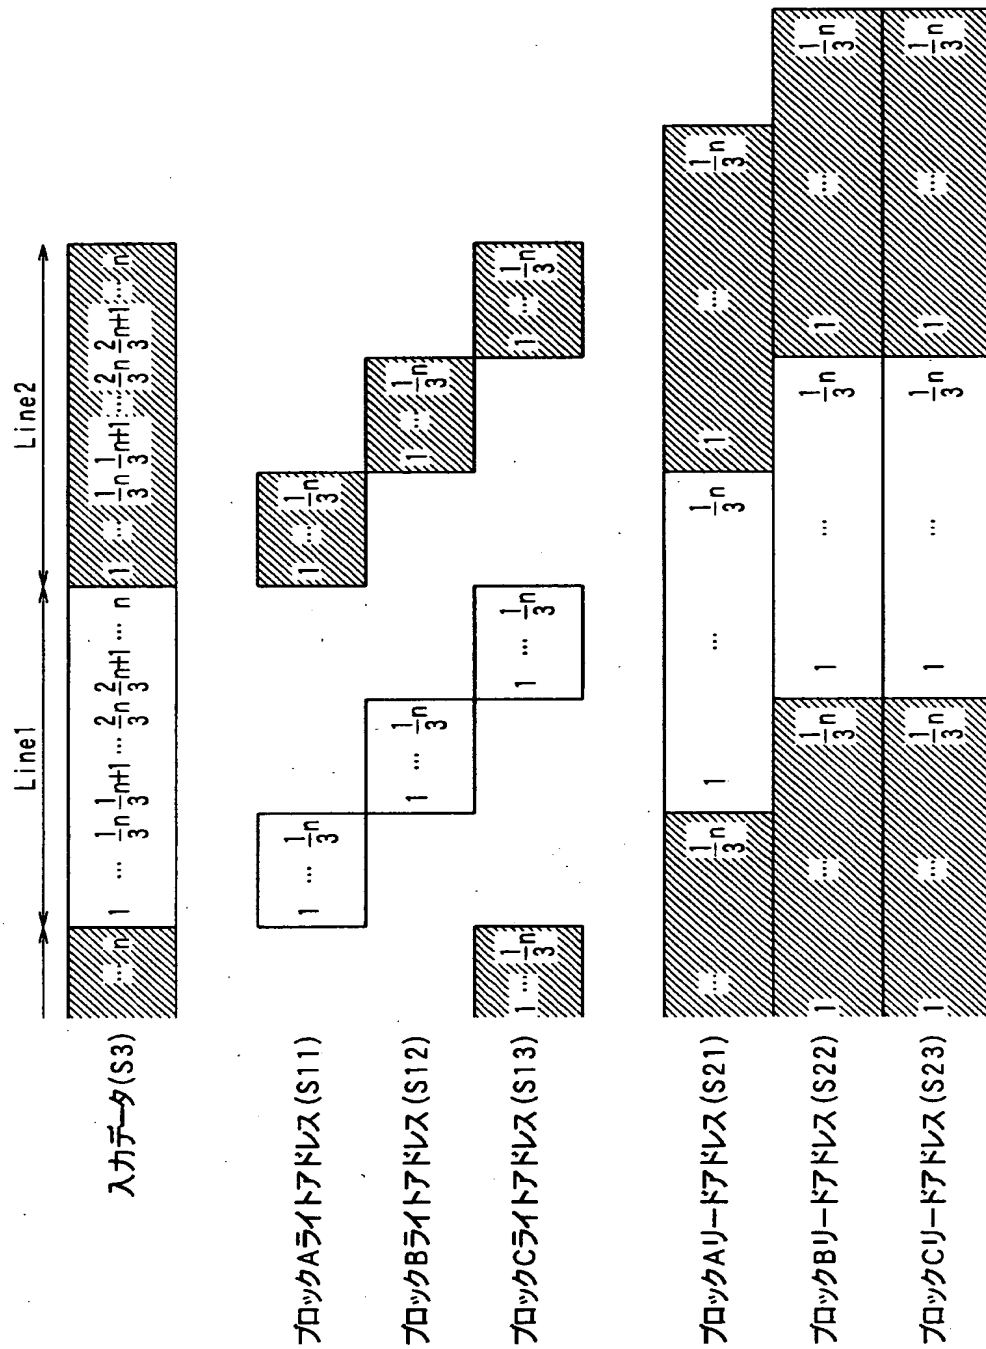 Line1 Line2
入力データ(S3) … n 1 … 1/3n 1/3n+1 … 2/3n 2/3n+1 … n 1 … 1/3n 1/3n+1 … 2/3n 2/3n+1 … n
ブロックAライトアドレス(S11) 1 … 1/3n 1 … 1/3n
ブロックBライトアドレス(S12) 1 … 1/3n 1 … 1/3n
ブロックCライトアドレス(S13) 1 … 1/3n 1 … 1/3n 1 … 1/3n
ブロックAリードアドレス(S21) … 1/3n 1 … 1/3n 1 … 1/3n
ブロックBリードアドレス(S22) 1 … 1/3n 1 … 1/3n 1 … 1/3n
ブロックCリードアドレス(S23) 1 … 1/3n 1 … 1/3n 1 … 1/3n